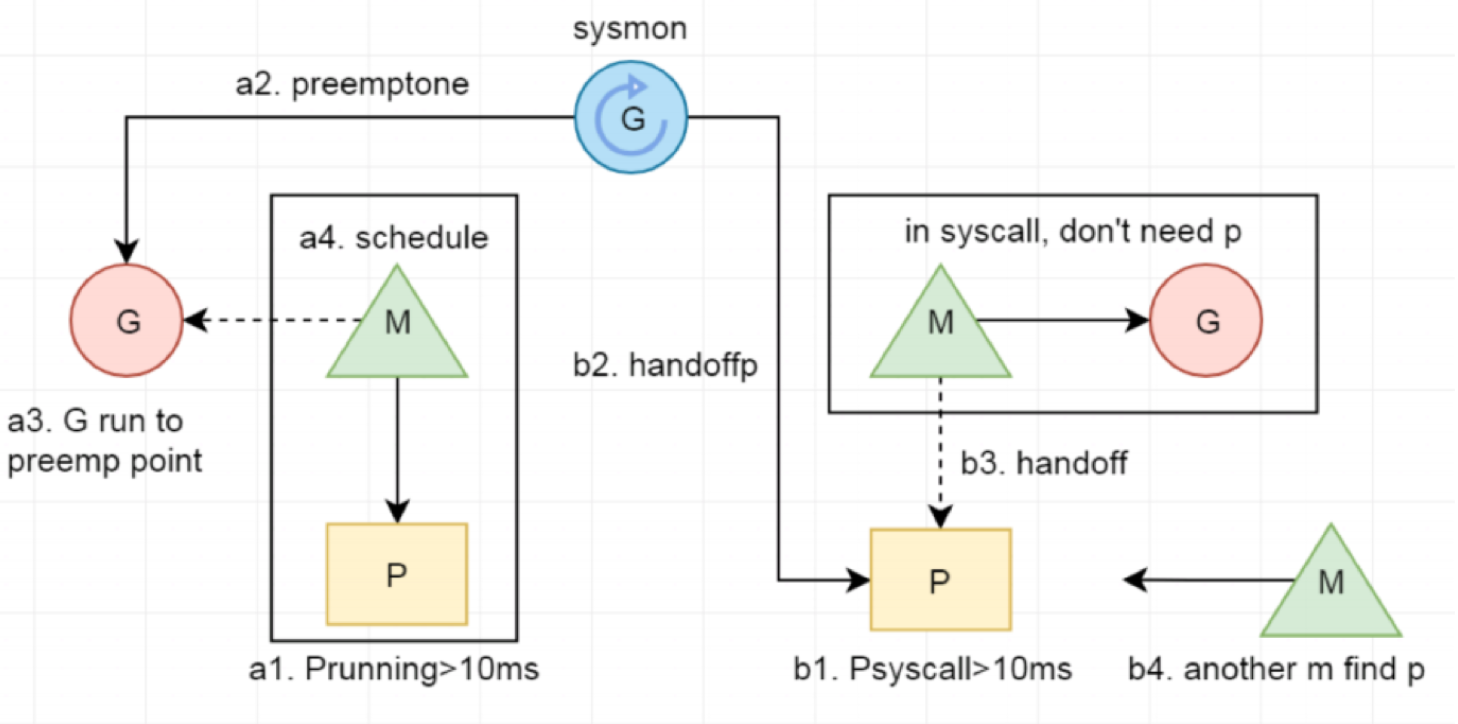 sysmon
a2. preemptone
G
a4. schedule
in syscall, don't need p
G
M
M
G
b2. handoffp
a3. G run to
preemp point
b3. handoff
P
P
M
a1. Prunning>10ms
b1. Psyscall>10ms
b4. another m find p